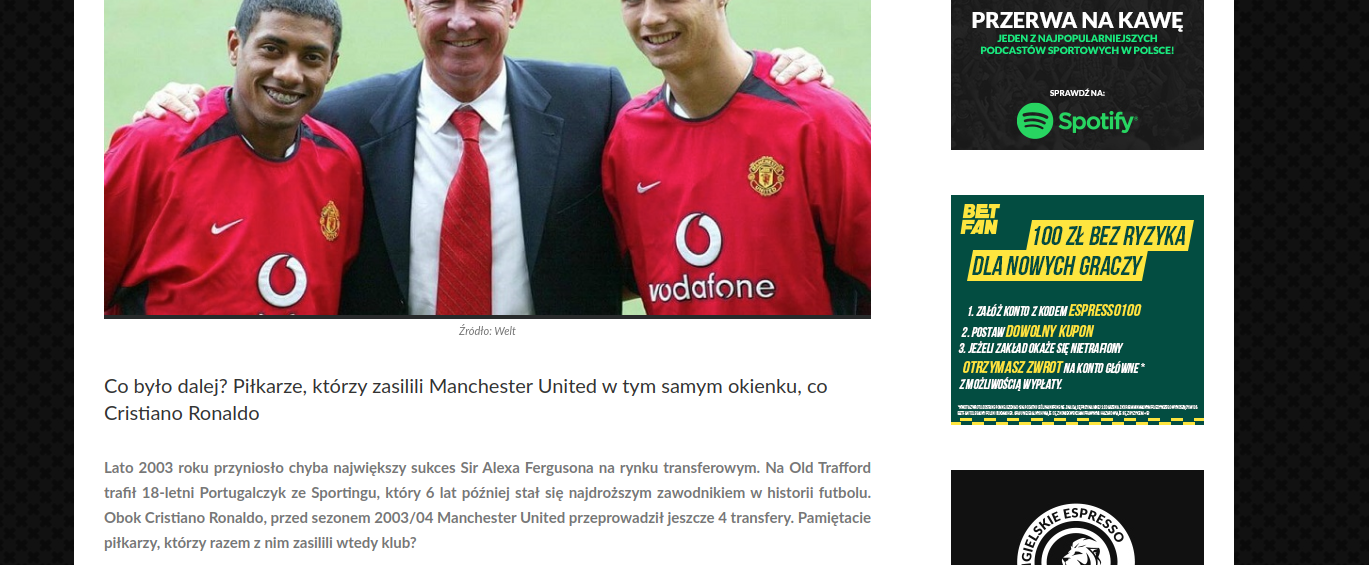 vodafone
Źródło: Welt
Co było dalej? Piłkarze, którzy zasilili Manchester United w tym samym okienku, co
Cristiano Ronaldo
Lato 2003 roku przyniosło chyba największy sukces Sir Alexa Fergusona na rynku transferowym. Na Old Trafford
trafił 18-letni Portugalczyk ze Sportingu, który 6 lat później stał się najdroższym zawodnikiem w historii futbolu.
Obok Cristiano Ronaldo, przed sezonem 2003/04 Manchester United przeprowadził jeszcze 4 transfery. Pamiętacie
piłkarzy, którzy razem z nim zasilili wtedy klub?
PRZERWA NA KAWĘ
JEDEN Z NAJPOPULARNIEJSZYCH
PODCASTÓW SPORTOWYCH W POLSCE!
SPRAWDŹ NA:
Spotify
BET
FAN
100 ZŁ BEZ RYZYKA
DLA NOWYCH GRACZY
1. ZAŁÓŻ KONTO Z KODEM ESPRESSO100
2. POSTAW DOWOLNY KUPON
3. JEŻELI ZAKŁAD OKAŻE SIĘ NIETRAFIONY
OTRZYMASZ ZWROT NA KONTO GŁÓWNE*
Z MOŻLIWOŚCIĄ WYPŁATY.
GIELSKIE ESPRESSO